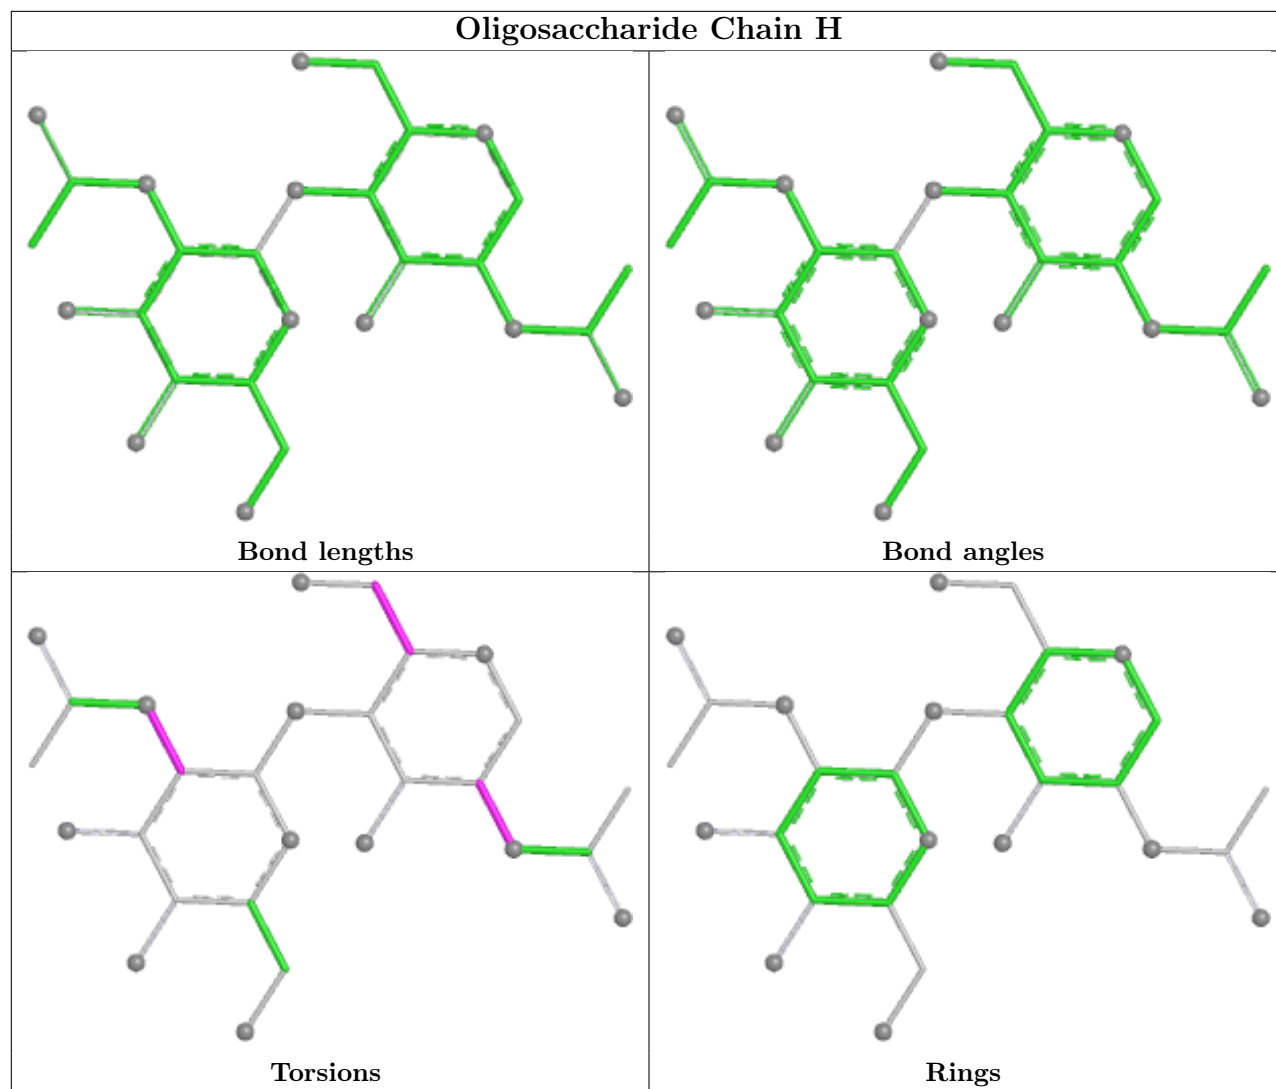 Oligosaccharide Chain H
Bond lengths
Bond angles
Torsions
Rings